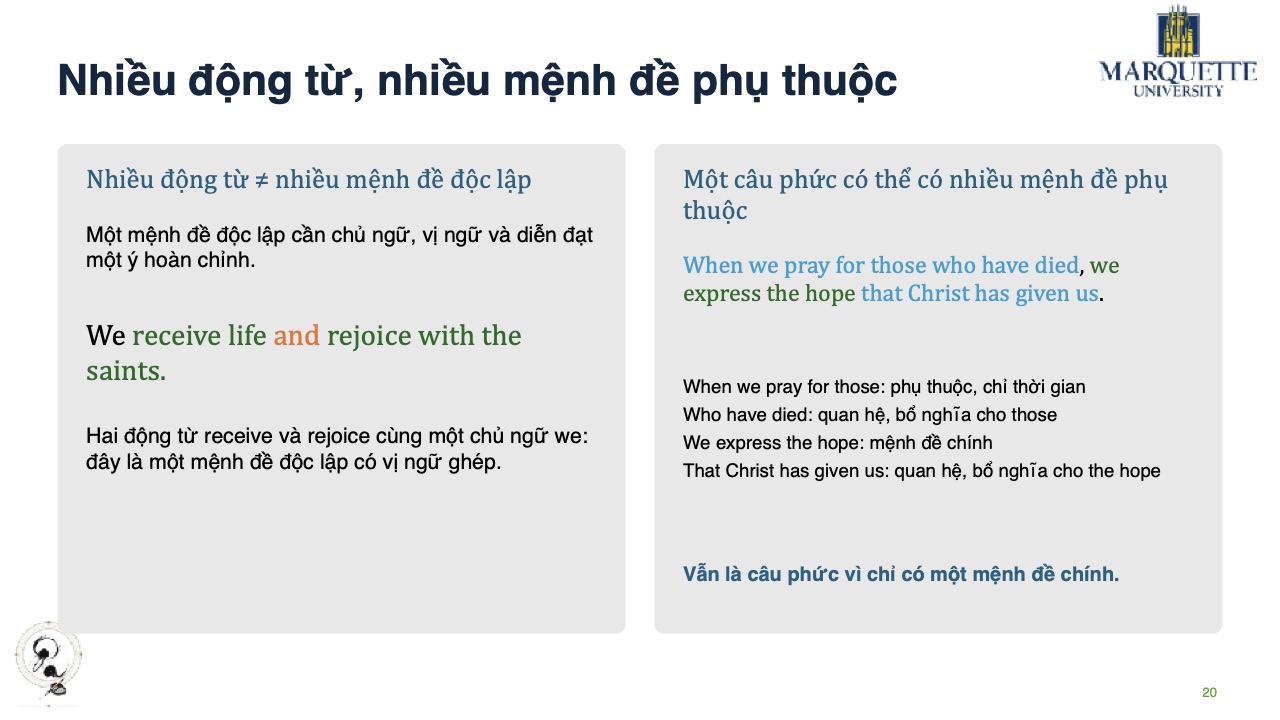 Nhiều động từ, nhiều mệnh đề phụ thuộc
MARQUETTE
UNIVERSITY
Nhiều động từ ≠ nhiều mệnh đề độc lập
Một mệnh đề độc lập cần chủ ngữ, vị ngữ và diễn đạt
một ý hoàn chỉnh.
We receive life and rejoice with the
saints.
Hai động từ receive và rejoice cùng một chủ ngữ we:
đây là một mệnh đề độc lập có vị ngữ ghép.
Một câu phức có thể có nhiều mệnh đề phụ
thuộc
When we pray for those who have died, we
express the hope that Christ has given us.
When we pray for those: phụ thuộc, chỉ thời gian
Who have died: quan hệ, bổ nghĩa cho those
We express the hope: mệnh đề chính
That Christ has given us: quan hệ, bổ nghĩa cho the hope
Vẫn là câu phức vì chỉ có một mệnh đề chính.
20